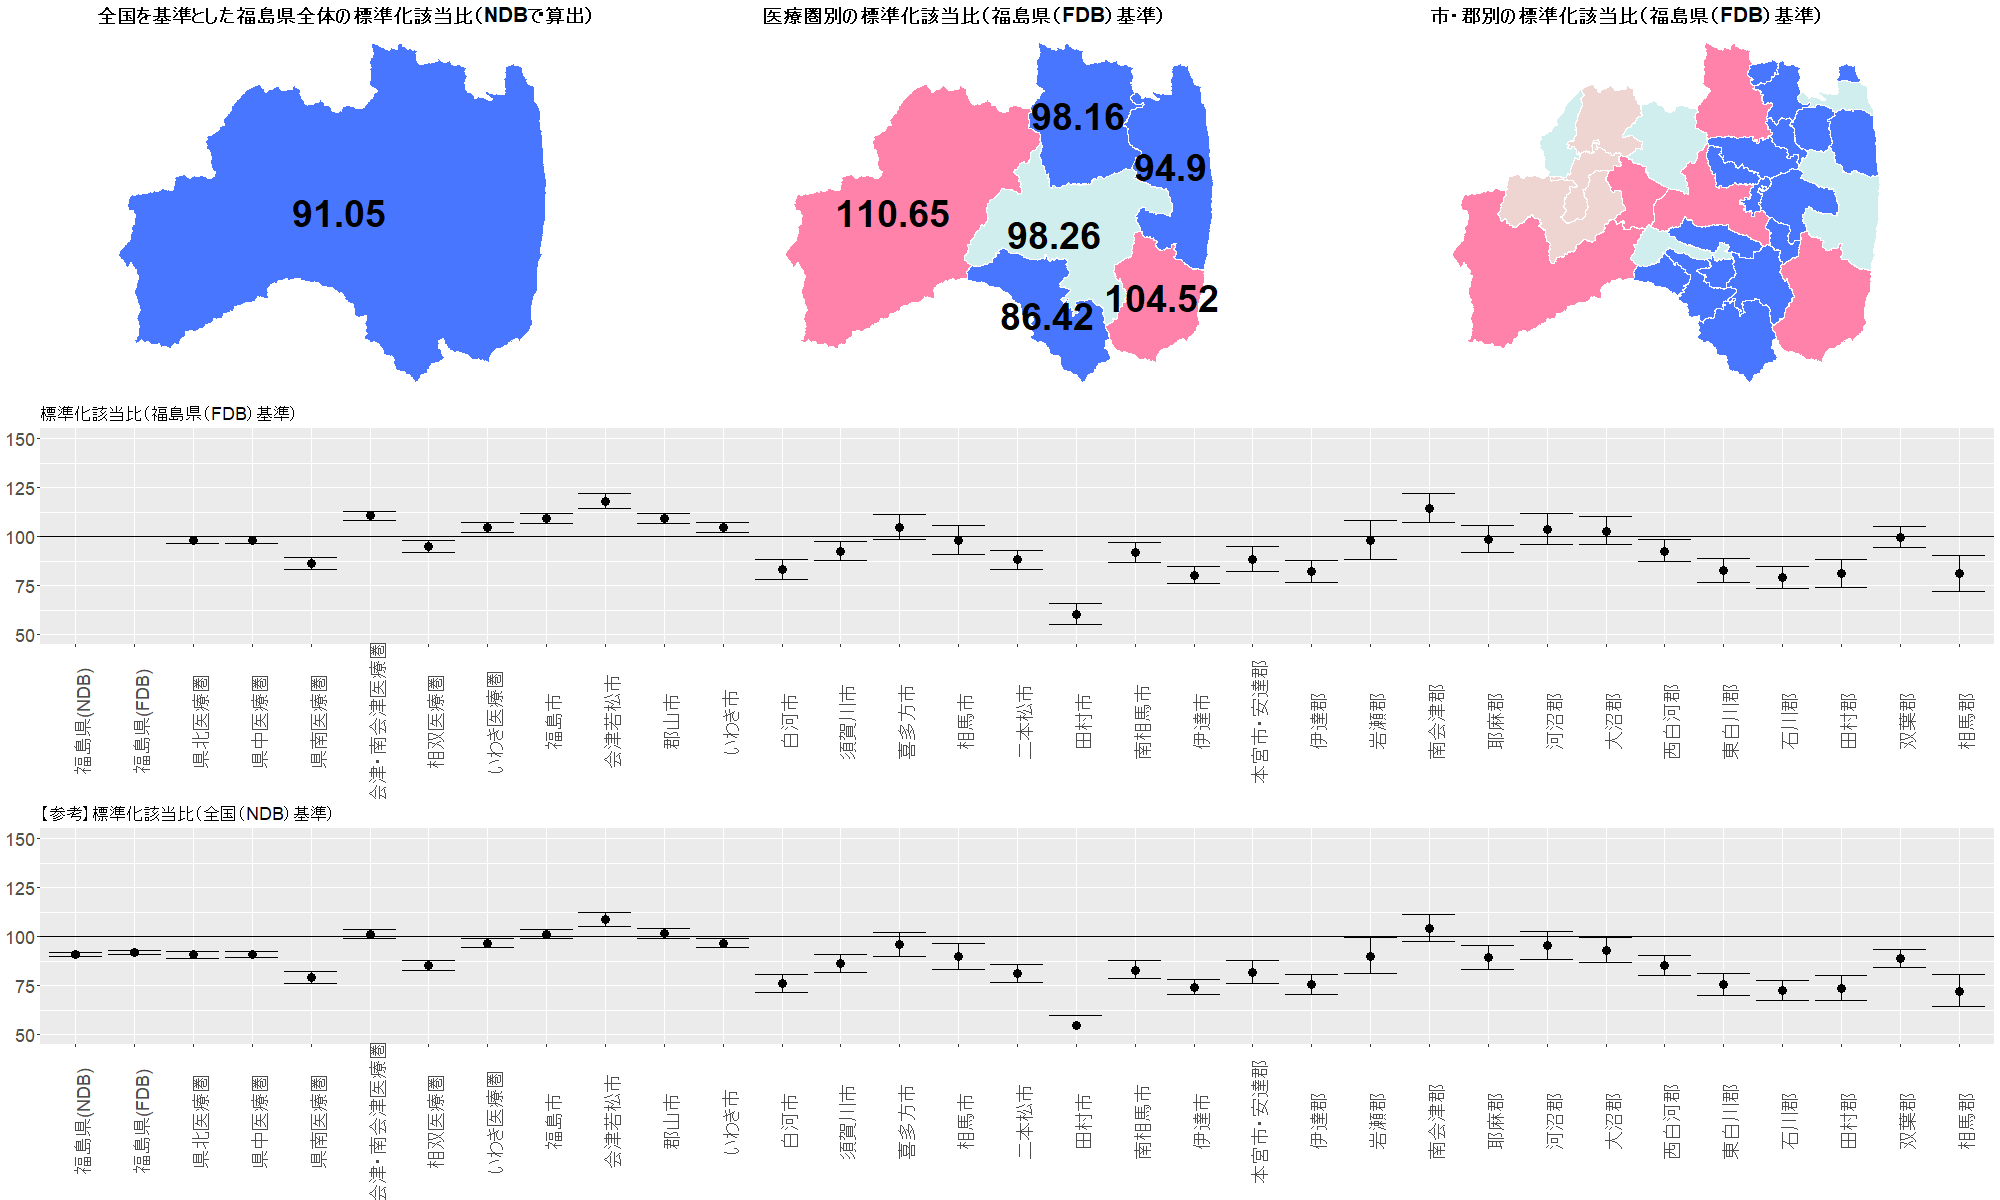 全国を基準とした福島県全体の標準化該当比（NDBで算出）
医療圏別の標準化該当比（福島県（FDB）基準）
市・郡別の標準化該当比（福島県（FDB）基準）
91.05
98.16
94.9
110.65
98.26
104.52
86.42
標準化該当比（福島県（FDB）基準）
150
125
100
75
50
福島県(NDB)
福島県(FDB)
県北医療圏
県中医療圏
県南医療圏
会津・南会津医療圏
相双医療圏
いわき医療圏
福島市
会津若松市
郡山市
いわき市
白河市
須賀川市
喜多方市
相馬市
二本松市
田村市
南相馬市
伊達市
本宮市・安達郡
伊達郡
岩瀬郡
南会津郡
耶麻郡
河沼郡
大沼郡
西白河郡
東白川郡
石川郡
田村郡
双葉郡
相馬郡
【参考】標準化該当比（全国（NDB）基準）
150
125
100
75
50
福島県(NDB)
福島県(FDB)
県北医療圏
県中医療圏
県南医療圏
会津・南会津医療圏
相双医療圏
いわき医療圏
福島市
会津若松市
郡山市
いわき市
白河市
須賀川市
喜多方市
相馬市
二本松市
田村市
南相馬市
伊達市
本宮市・安達郡
伊達郡
岩瀬郡
南会津郡
耶麻郡
河沼郡
大沼郡
西白河郡
東白川郡
石川郡
田村郡
双葉郡
相馬郡